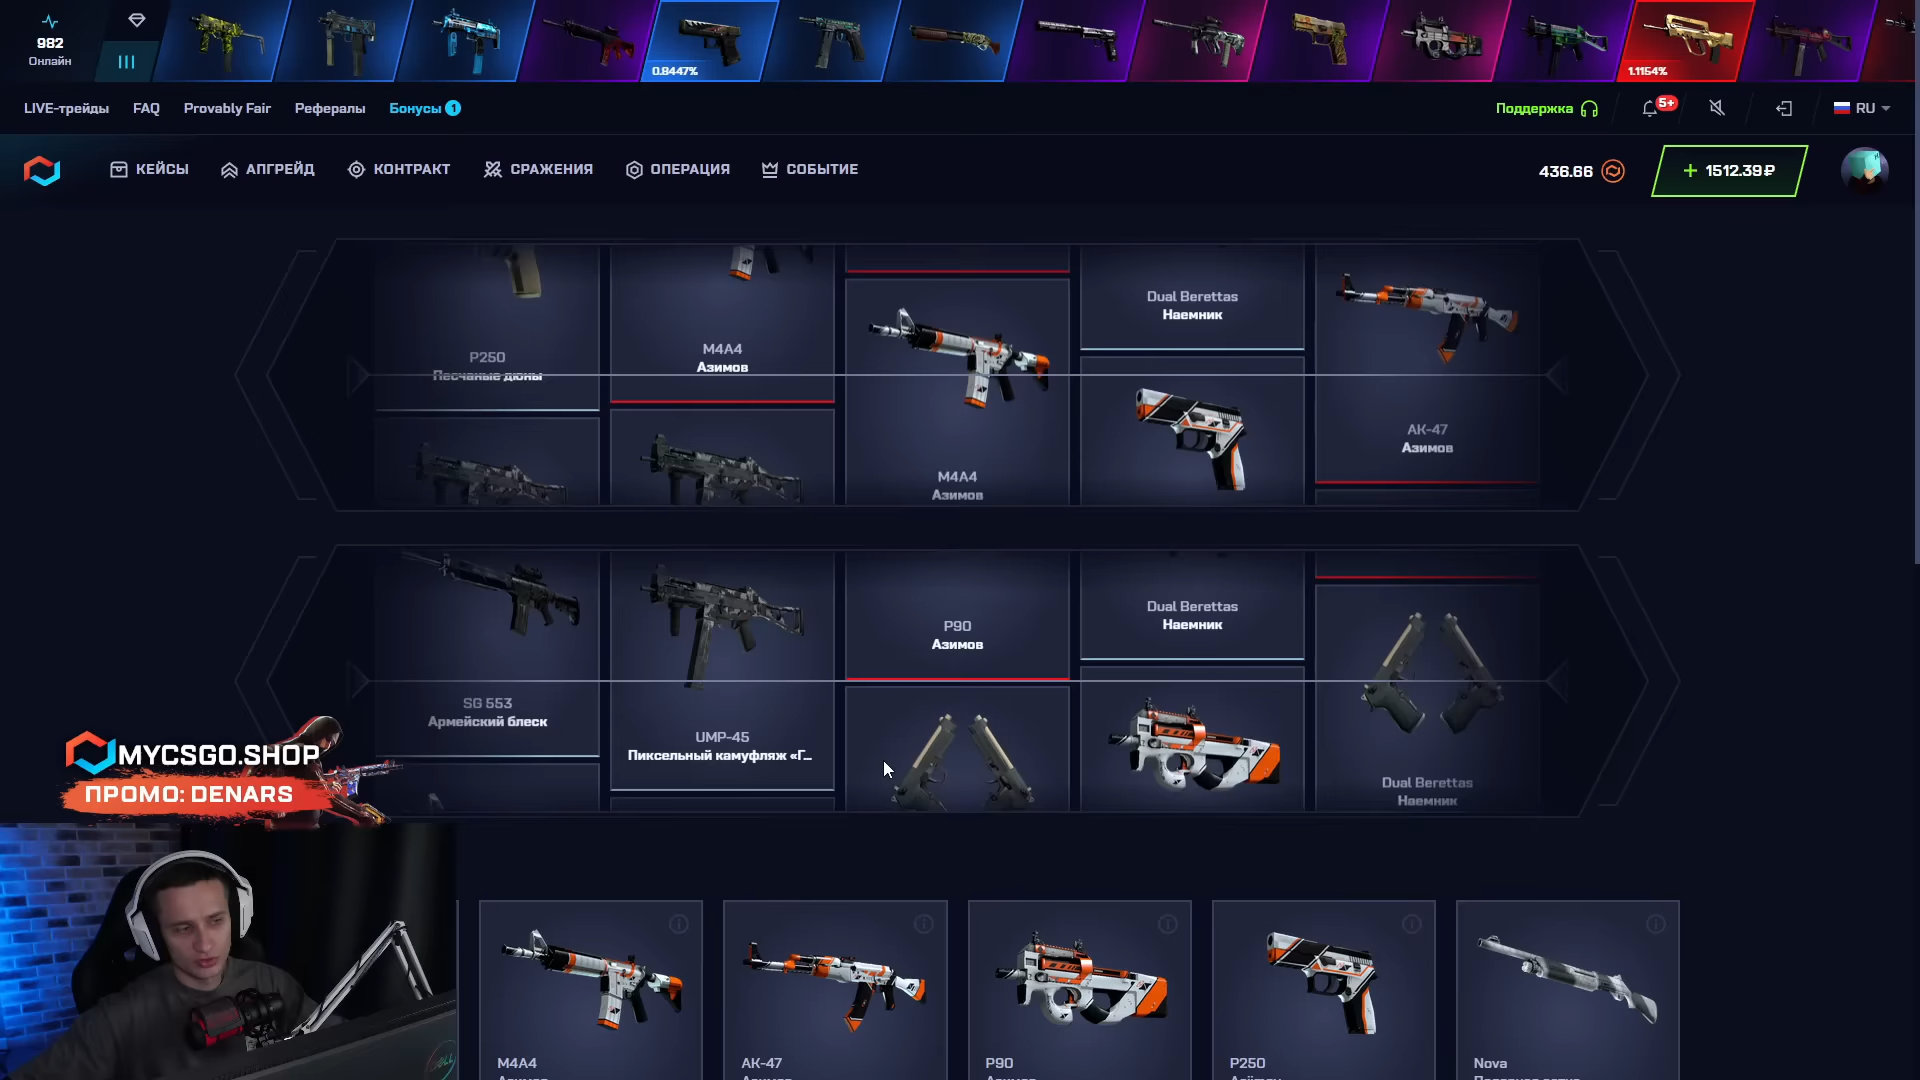 982
Онлайн
0.8447%
1.1154%
LIVE-трейды
FAQ
Provably Fair
Рефералы
Бонусы 1
Поддержка
5+
RU
КЕЙСЫ
АПГРЕЙД
КОНТРАКТ
СРАЖЕНИЯ
ОПЕРАЦИЯ
СОБЫТИЕ
436.66
+ 1512.39₽
P250
Песчаные дюны
M4A4
Азимов
M4A4
Азимов
Dual Berettas
Наемник
AK-47
Азимов
SG 553
Армейский блеск
UMP-45
Пиксельный камуфляж «Г...
P90
Азимов
Dual Berettas
Наемник
Dual Berettas
Наемник
MYCSGO.SHOP
ПРОМО: DENARS
M4A4
AK-47
P90
P250
Nova